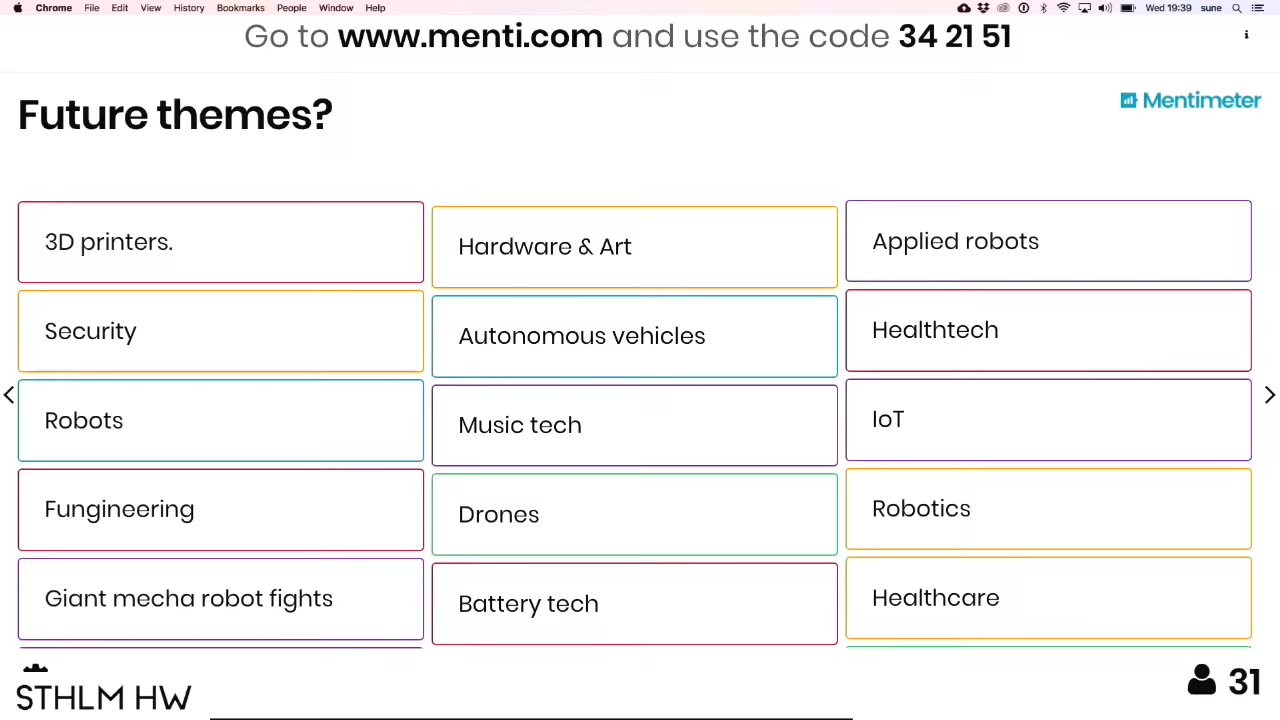 Chrome File Edit View History Bookmarks People Window Help Wed 19:39 sune
Go to www.menti.com and use the code 34 21 51
i
Future themes?
Mentimeter
3D printers.
Security
Robots
Fungineering
Giant mecha robot fights
Hardware & Art
Autonomous vehicles
Music tech
Drones
Battery tech
Applied robots
Healthtech
IoT
Robotics
Healthcare
STHLM HW
31